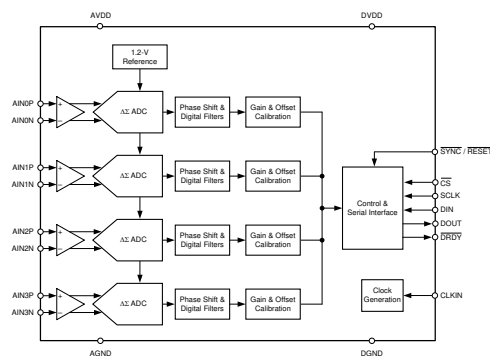 AVDD
DVDD
1.2-V
Reference
AIN0P
+
AIN0N
−
ΔΣ ADC
Phase Shift &
Digital Filters
Gain & Offset
Calibration
SYNC / RESET
AIN1P
+
AIN1N
−
ΔΣ ADC
Phase Shift &
Digital Filters
Gain & Offset
Calibration
CS
SCLK
DIN
DOUT
DRDY
Control &
Serial Interface
AIN2P
+
AIN2N
−
ΔΣ ADC
Phase Shift &
Digital Filters
Gain & Offset
Calibration
AIN3P
+
AIN3N
−
ΔΣ ADC
Phase Shift &
Digital Filters
Gain & Offset
Calibration
Clock
Generation
CLKIN
AGND
DGND